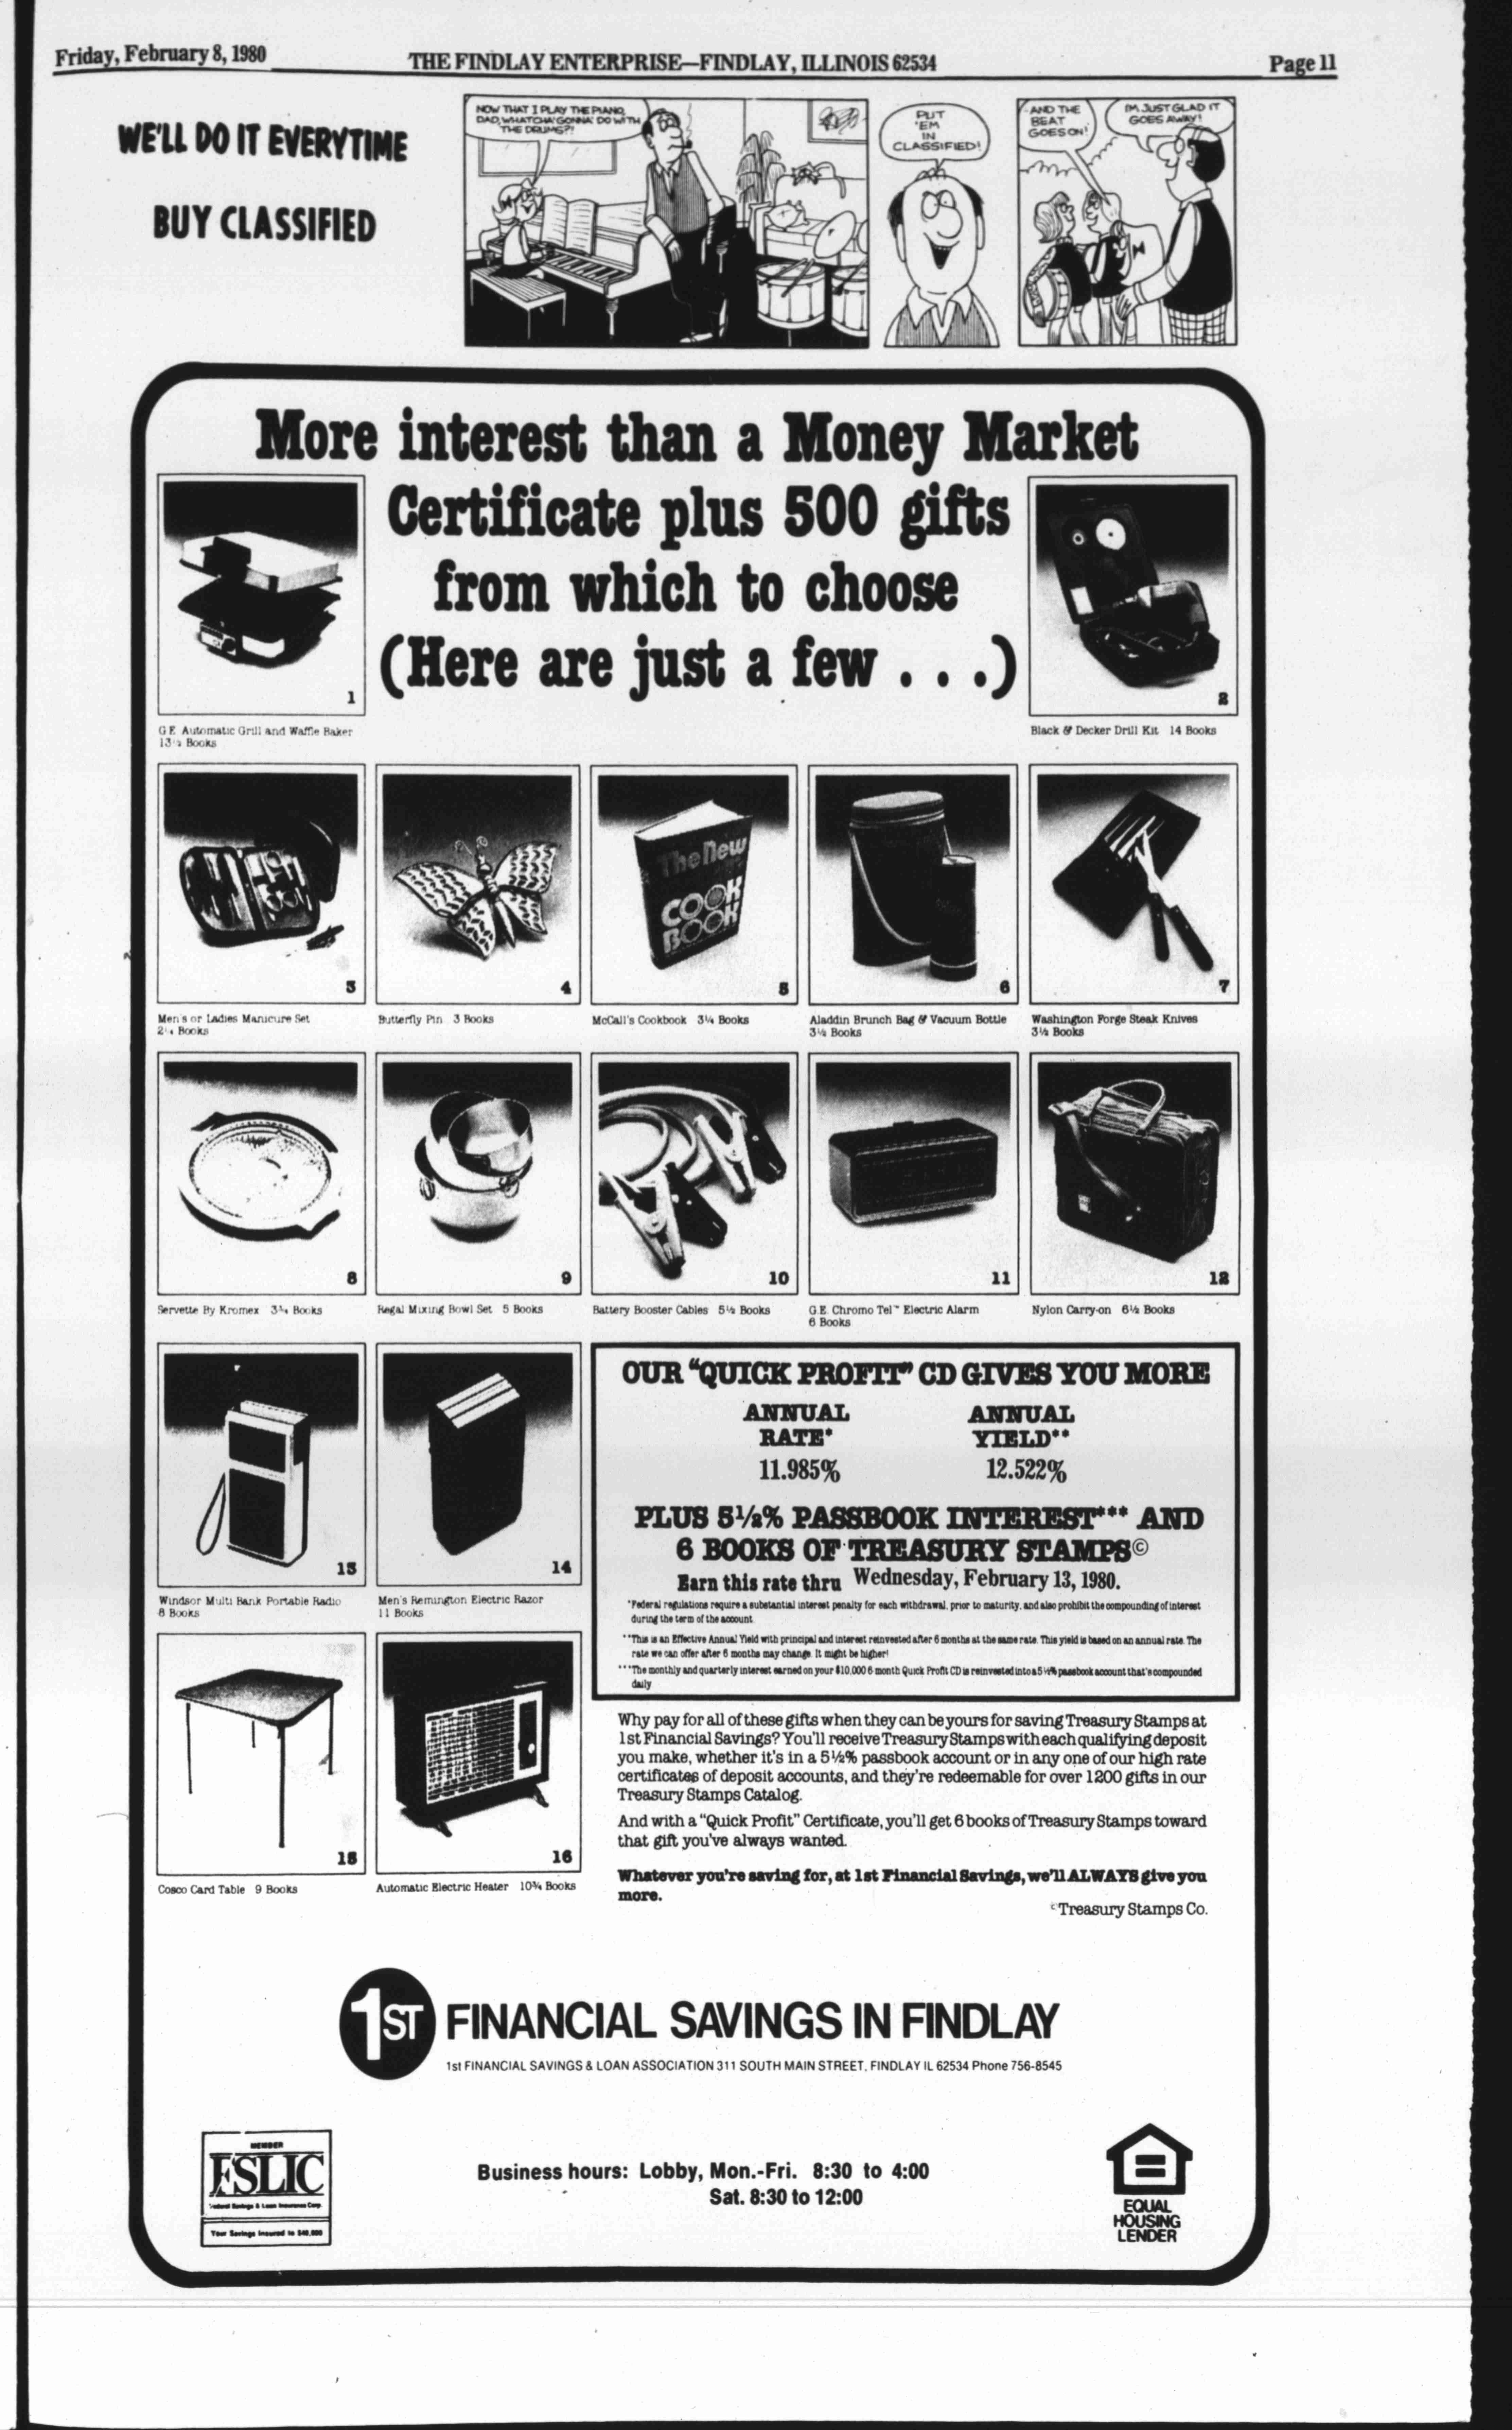 Friday, February 8, 1980
THE FINDLAY ENTERPRISE—FINDLAY, ILLINOIS 62534
Page 11
WE'LL DO IT EVERYTIME
BUY CLASSIFIED
NOW THAT I PLAY THE PIANO,
DAD, WHATCHA' GONNA' DO WITH
THE DRUMS?!
PUT
'EM
IN
CLASSIFIED!
AND THE
BEAT
GOES ON!
I'M JUST GLAD IT
GOES AWAY!
More interest than a Money Market
Certificate plus 500 gifts
from which to choose
(Here are just a few . . .)
1
G.E. Automatic Grill and Waffle Baker
13½ Books
2
Black & Decker Drill Kit 14 Books
3
Men's or Ladies Manicure Set
2¼ Books
4
Butterfly Pin 3 Books
The New
COOK
BOOK
5
McCall's Cookbook 3¼ Books
6
Aladdin Brunch Bag & Vacuum Bottle
3½ Books
7
Washington Forge Steak Knives
3½ Books
8
Servette By Kromex 3¾ Books
9
Regal Mixing Bowl Set 5 Books
10
Battery Booster Cables 5½ Books
11
G.E. Chromo Tel™ Electric Alarm
6 Books
12
Nylon Carry-on 6½ Books
13
Windsor Multi Bank Portable Radio
8 Books
14
Men's Remington Electric Razor
11 Books
15
Cosco Card Table 9 Books
16
Automatic Electric Heater 10¾ Books
OUR "QUICK PROFIT" CD GIVES YOU MORE
ANNUAL
RATE*
11.985%
ANNUAL
YIELD**
12.522%
PLUS 5½% PASSBOOK INTEREST*** AND
6 BOOKS OF TREASURY STAMPS©
Earn this rate thru Wednesday, February 13, 1980.
*Federal regulations require a substantial interest penalty for each withdrawal, prior to maturity, and also prohibit the compounding of interest
during the term of the account.
**This is an Effective Annual Yield with principal and interest reinvested after 6 months at the same rate. This yield is based on an annual rate. The
rate we can offer after 6 months may change. It might be higher!
***The monthly and quarterly interest earned on your $10,000 6 month Quick Profit CD is reinvested into a 5½% passbook account that's compounded
daily
Why pay for all of these gifts when they can be yours for saving Treasury Stamps at
1st Financial Savings? You'll receive Treasury Stamps with each qualifying deposit
you make, whether it's in a 5½% passbook account or in any one of our high rate
certificates of deposit accounts, and they're redeemable for over 1200 gifts in our
Treasury Stamps Catalog.
And with a "Quick Profit" Certificate, you'll get 6 books of Treasury Stamps toward
that gift you've always wanted.
Whatever you're saving for, at 1st Financial Savings, we'll ALWAYS give you
more.
©Treasury Stamps Co.
1ST FINANCIAL SAVINGS IN FINDLAY
1st FINANCIAL SAVINGS & LOAN ASSOCIATION 311 SOUTH MAIN STREET, FINDLAY IL 62534 Phone 756-8545
MEMBER
FSLIC
Federal Savings & Loan Insurance Corp.
Your Savings Insured to $40,000
Business hours: Lobby, Mon.-Fri. 8:30 to 4:00
Sat. 8:30 to 12:00
EQUAL
HOUSING
LENDER